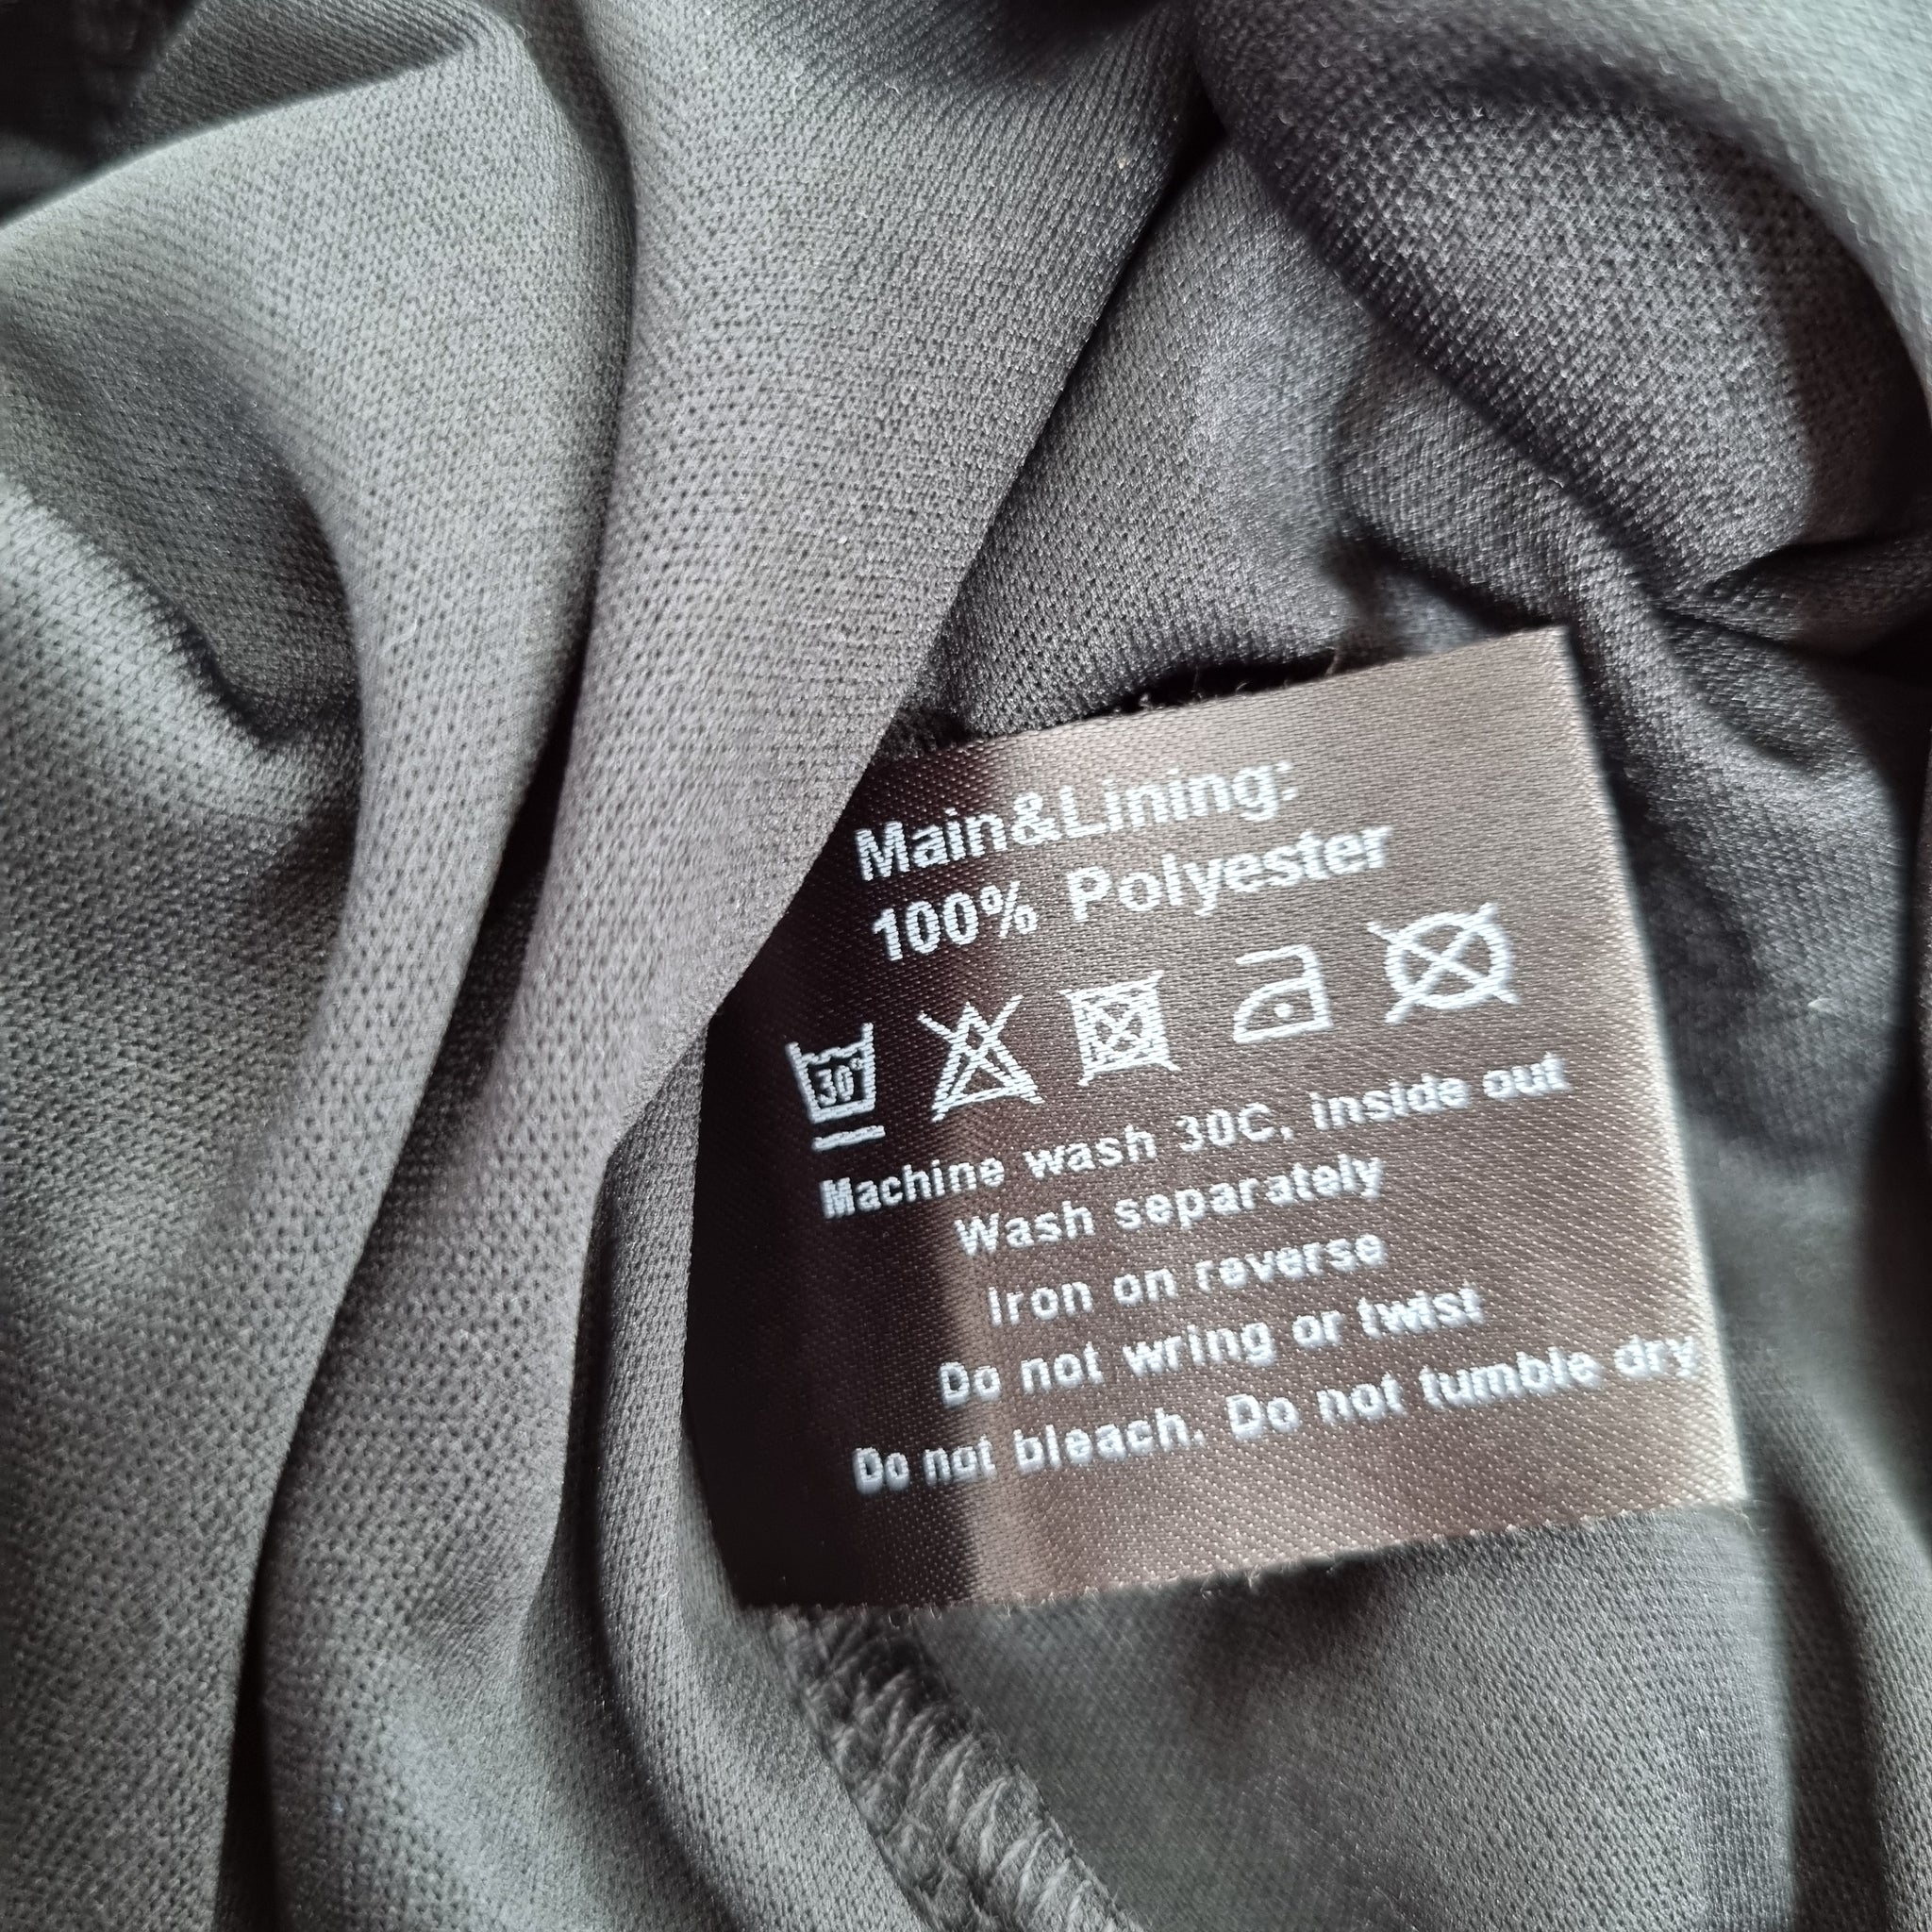 Main&Lining:
100% Polyester
30°
Machine wash 30C, inside out
Wash separately
Iron on reverse
Do not wring or twist
Do not bleach. Do not tumble dry